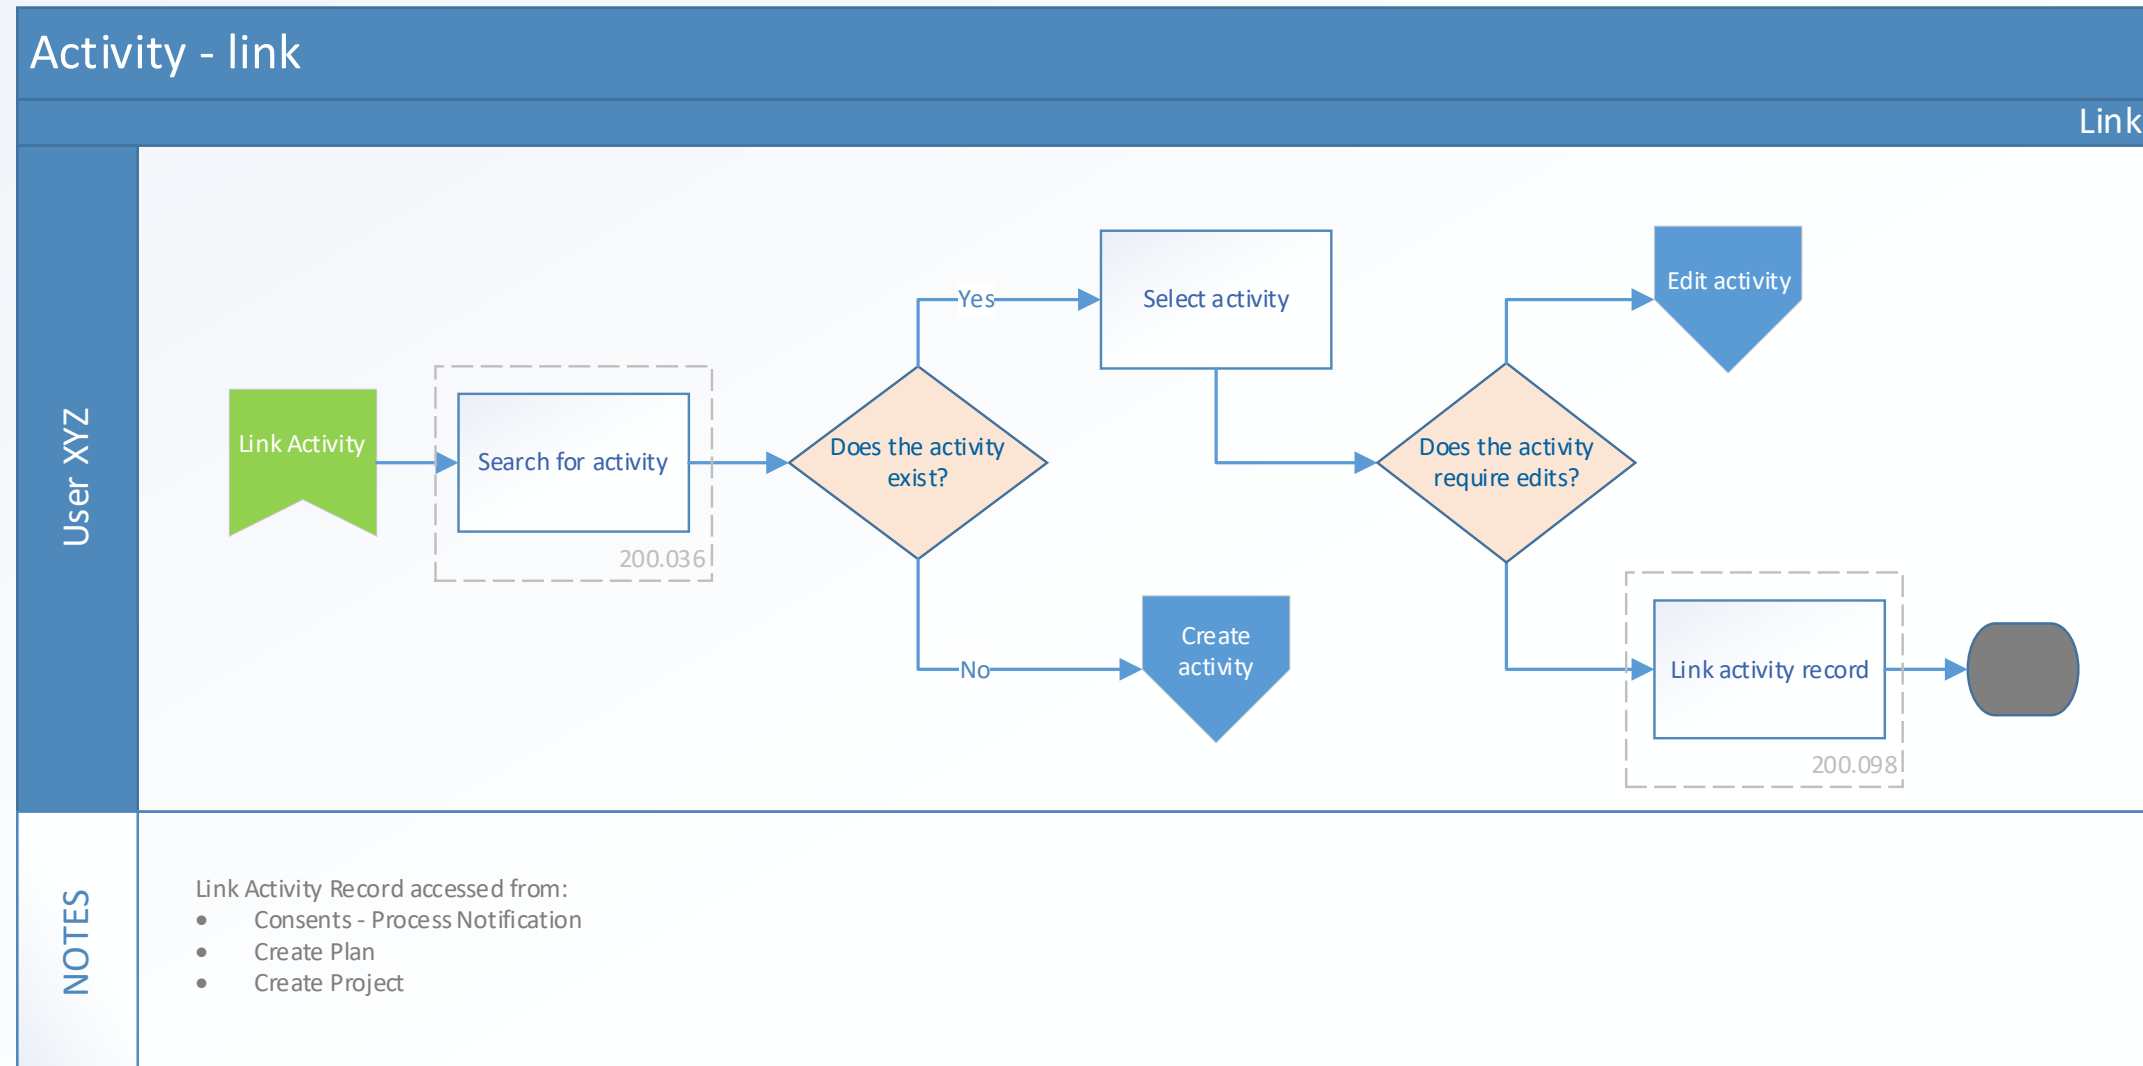 Activity - link
Link
User XYZ
Link Activity
Search for activity
200.036
Does the activity
exist?
Yes
No
Select activity
Create
activity
Does the activity
require edits?
Edit activity
Link activity record
200.098
NOTES
Link Activity Record accessed from:
• Consents - Process Notification
• Create Plan
• Create Project